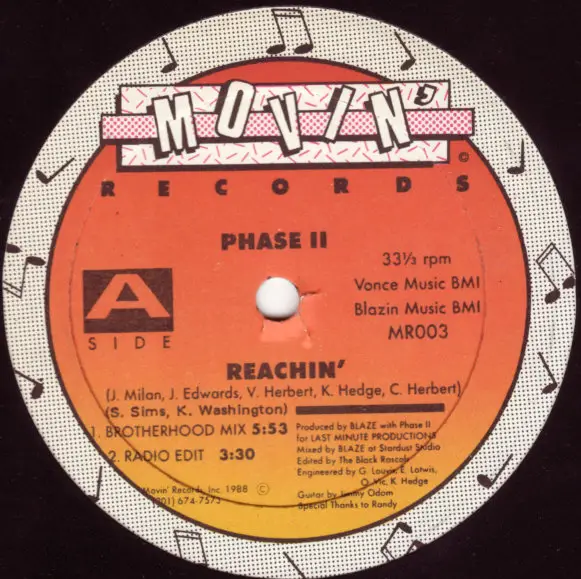 MOVIN'
©
RECORDS
PHASE II
33⅓ rpm
Vonce Music BMI
Blazin Music BMI
MR003
A
SIDE
REACHIN'
(J. Milan, J. Edwards, V. Herbert, K. Hedge, C. Herbert)
(S. Sims, K. Washington)
1. BROTHERHOOD MIX 5:53
2. RADIO EDIT 3:30
Produced by BLAZE with Phase II
for LAST MINUTE PRODUCTIONS
Mixed by BLAZE at Stardust Studio
Edited by The Black Rascals
Engineered by G. Louvis, E. Latwis,
Q. Vic, K. Hedge
Guitar by Jimmy Odom
Special Thanks to Randy
Movin' Records, Inc 1988 ©
(201) 674-7573